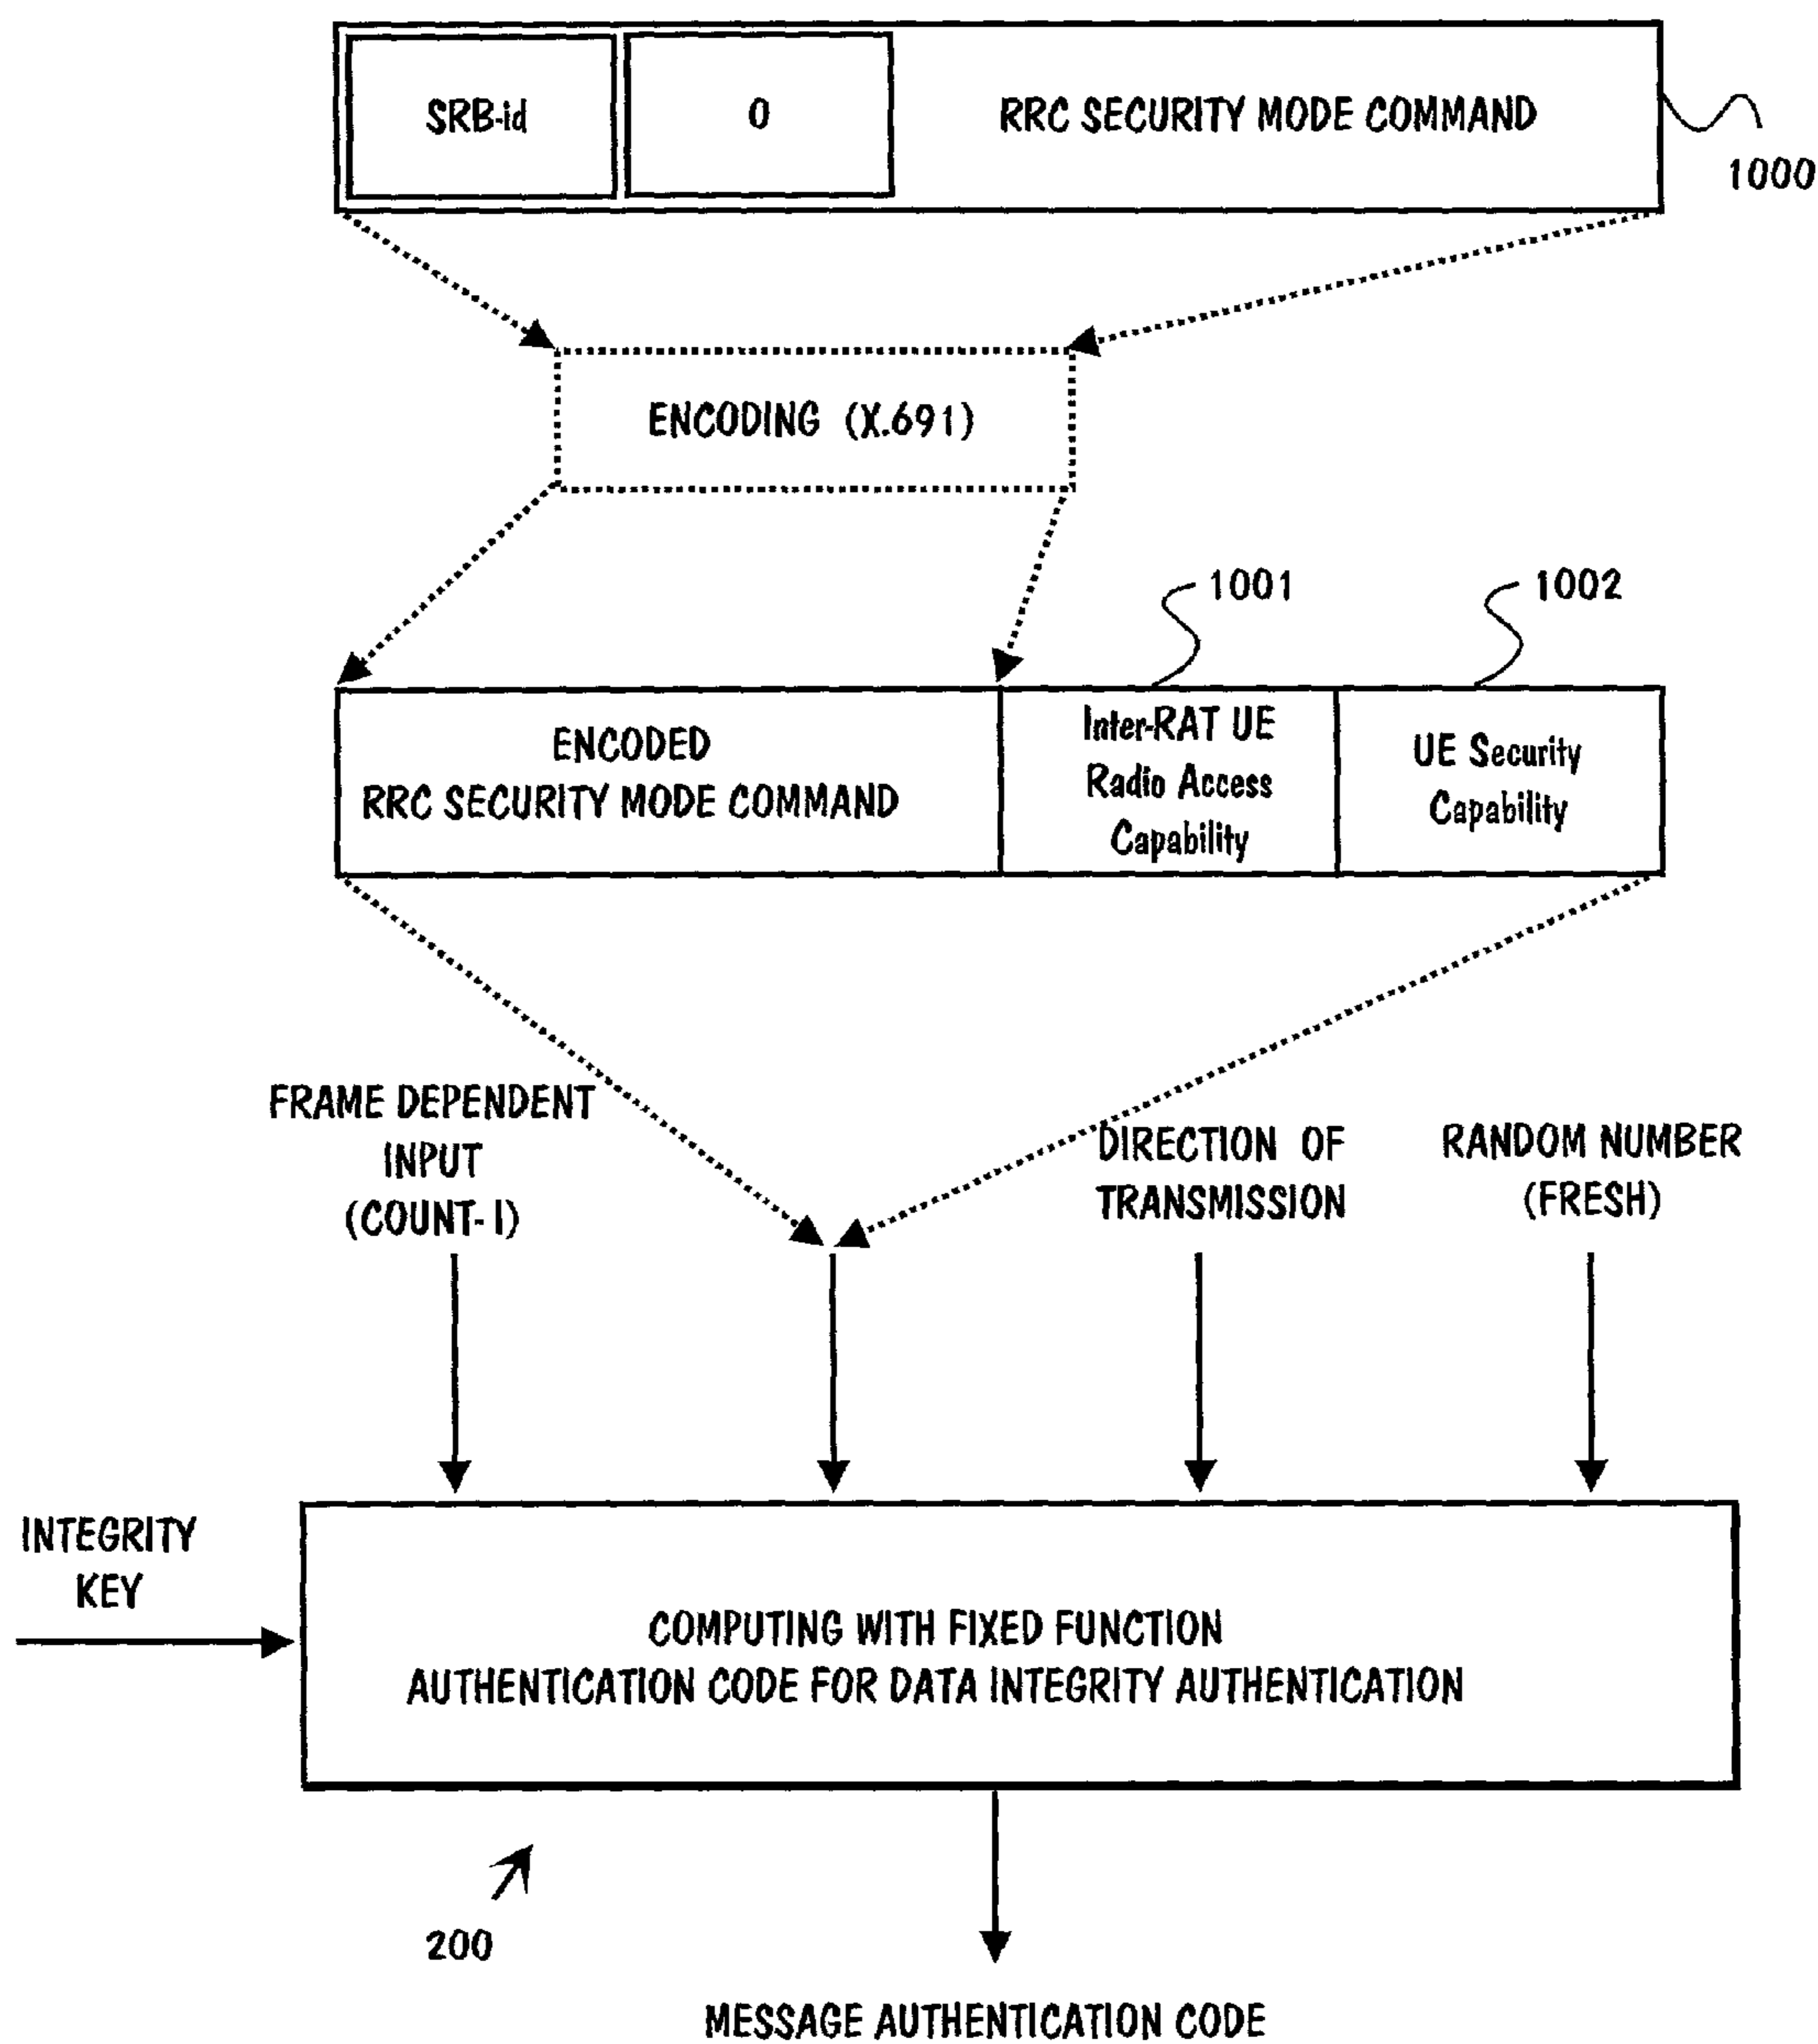 SRB-id
0
RRC SECURITY MODE COMMAND
1000
ENCODING (X.691)
1001
1002
ENCODED
RRC SECURITY MODE COMMAND
Inter-RAT UE
Radio Access
Capability
UE Security
Capability
FRAME DEPENDENT
INPUT
(COUNT- I)
DIRECTION OF
TRANSMISSION
RANDOM NUMBER
(FRESH)
INTEGRITY
KEY
COMPUTING WITH FIXED FUNCTION
AUTHENTICATION CODE FOR DATA INTEGRITY AUTHENTICATION
200
MESSAGE AUTHENTICATION CODE